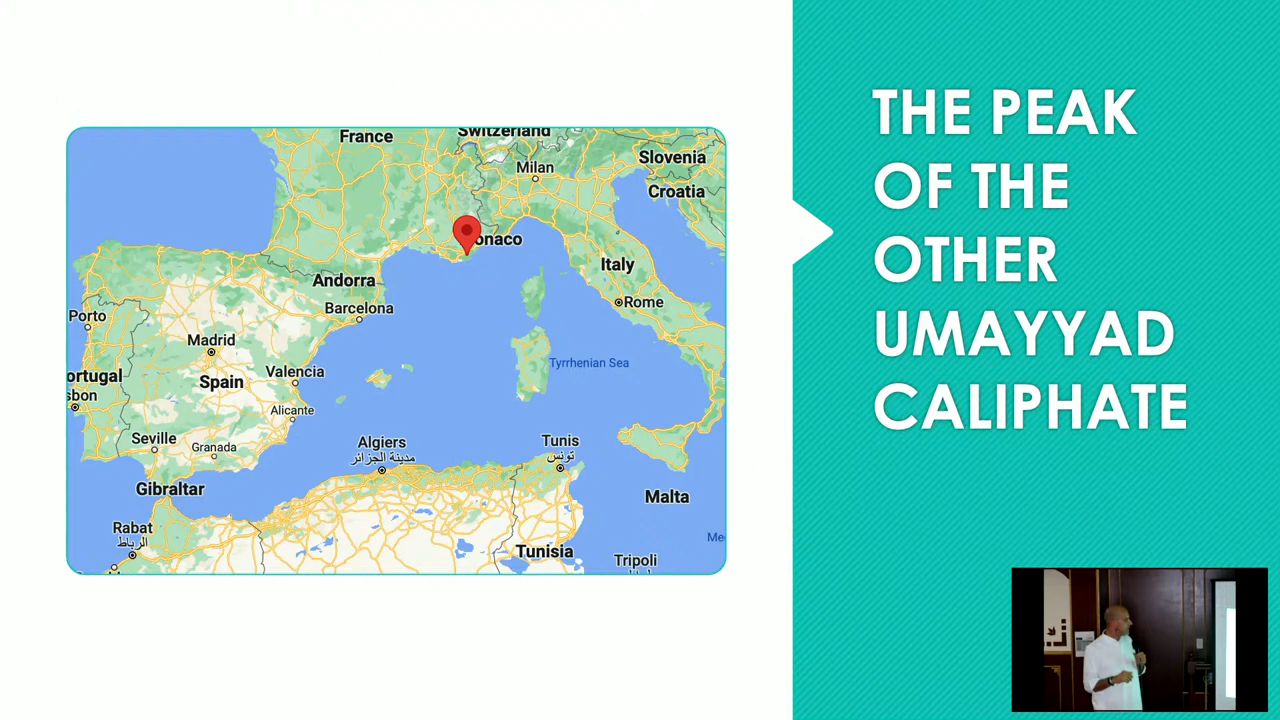 THE PEAK
OF THE
OTHER
UMAYYAD
CALIPHATE
France
Switzerland
Milan
Slovenia
Croatia
onaco
Andorra
Italy
Barcelona
Rome
Porto
Madrid
Tyrrhenian Sea
ortugal
Spain
Valencia
sbon
Alicante
Seville
Granada
Algiers
مدينة الجزائر
Tunis
تونس
Gibraltar
Malta
Rabat
الرباط
Me
Tunisia
Tripoli